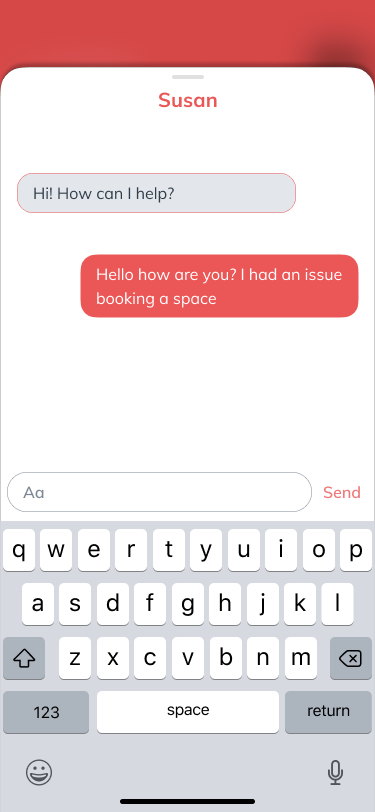 Susan
Hi! How can I help?
Hello how are you? I had an issue
booking a space
Aa
Send
q w e r t y u i o p
a s d f g h j k l
z x c v b n m
123
space
return